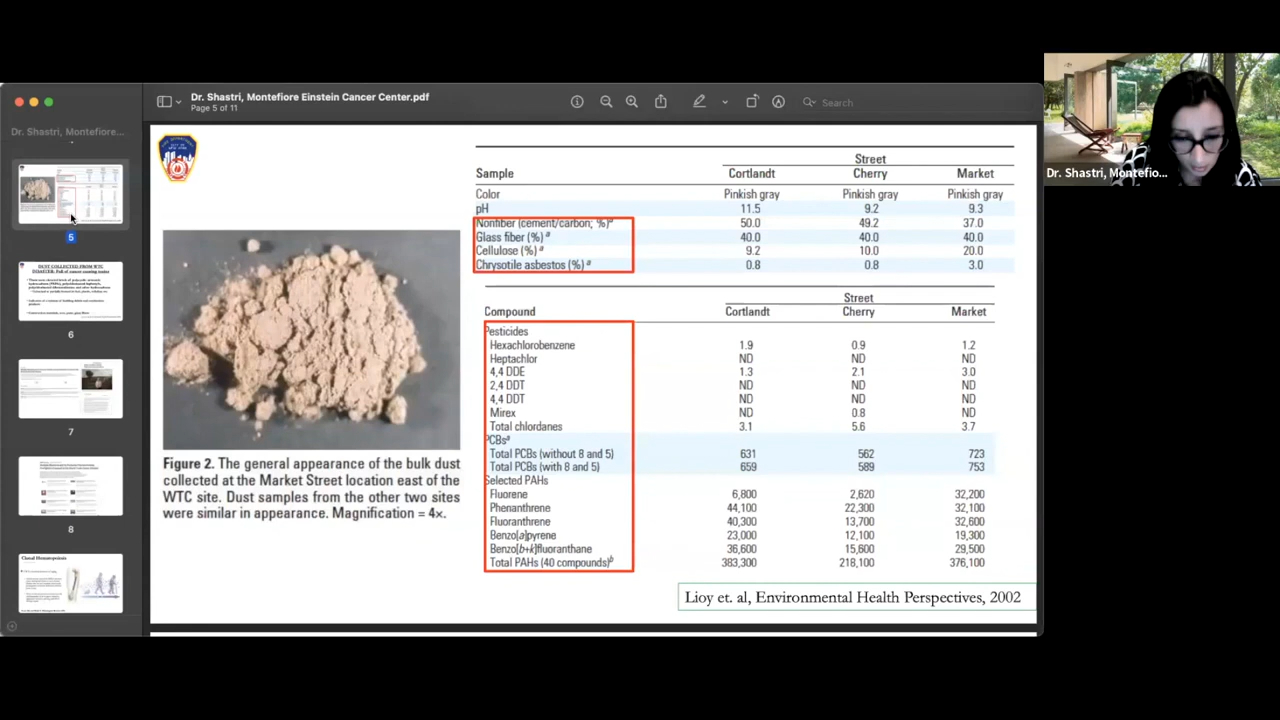 Dr. Shastri, Montefiore Einstein Cancer Center.pdf
Page 5 of 11
Search
Dr. Shastri, Montefiore...
5
DUST COLLECTED FROM WTC
6
7
8
Clonal Hematopoiesis
Figure 2. The general appearance of the bulk dust
collected at the Market Street location east of the
WTC site. Dust samples from the other two sites
were similar in appearance. Magnification = 4×.
Street
Sample Cortlandt Cherry Market
Color Pinkish gray Pinkish gray Pinkish gray
pH 11.5 9.2 9.3
Nonfiber (cement/carbon; %)a 50.0 49.2 37.0
Glass fiber (%) a 40.0 40.0 40.0
Cellulose (%) a 9.2 10.0 20.0
Chrysotile asbestos (%) a 0.8 0.8 3.0
Street
Compound Cortlandt Cherry Market
Pesticides
Hexachlorobenzene 1.9 0.9 1.2
Heptachlor ND ND ND
4,4 DDE 1.3 2.1 3.0
2,4 DDT ND ND ND
4,4 DDT ND ND ND
Mirex ND 0.8 ND
Total chlordanes 3.1 5.6 3.7
PCBsa
Total PCBs (without 8 and 5) 631 562 723
Total PCBs (with 8 and 5) 659 589 753
Selected PAHs
Fluorene 6,800 2,620 32,200
Phenanthrene 44,100 22,300 32,100
Fluoranthene 40,300 13,700 32,600
Benzo[a]pyrene 23,000 12,100 19,300
Benzo[b+k]fluoranthane 36,600 15,600 29,500
Total PAHs (40 compounds)b 383,300 218,100 376,100
Lioy et. al, Environmental Health Perspectives, 2002
Dr. Shastri, Montefio...